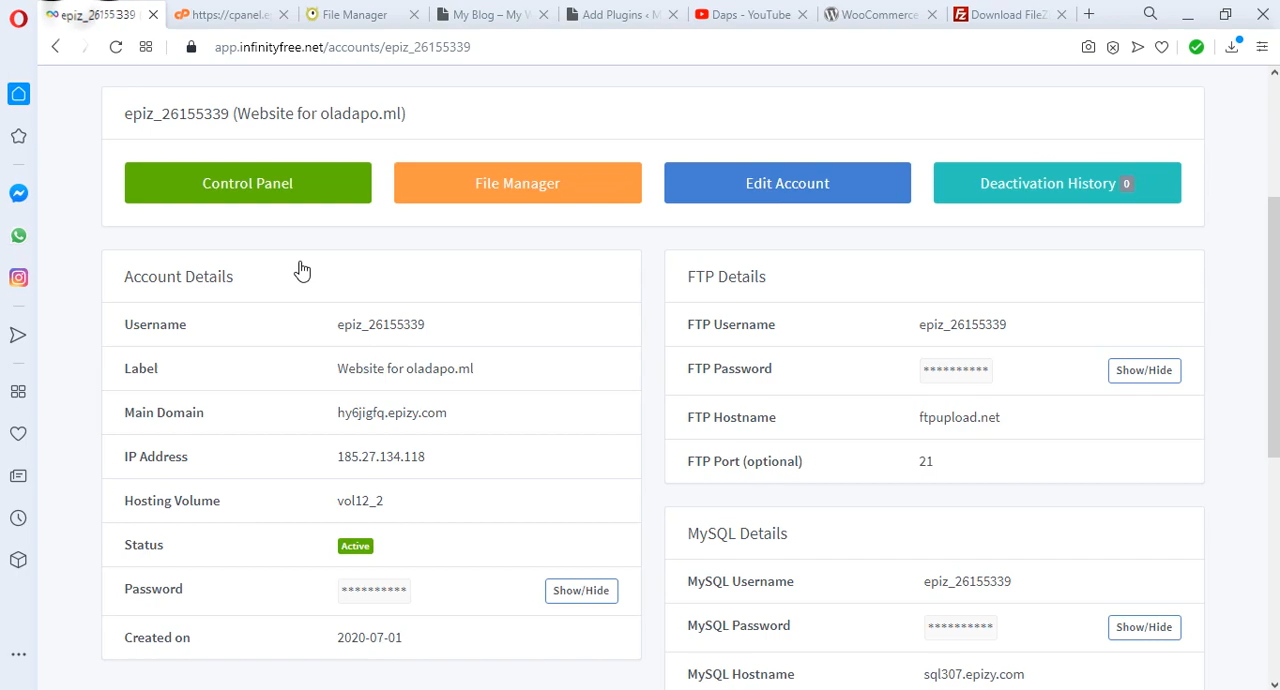 epiz_26155339
https://cpanel.e
File Manager
My Blog – My W
Add Plugins ‹ M
Daps - YouTube
WooCommerce
Download FileZ
app.infinityfree.net/accounts/epiz_26155339
epiz_26155339 (Website for oladapo.ml)
Control Panel
File Manager
Edit Account
Deactivation History 0
Account Details
Username epiz_26155339
Label Website for oladapo.ml
Main Domain hy6jigfq.epizy.com
IP Address 185.27.134.118
Hosting Volume vol12_2
Status Active
Password ********** Show/Hide
Created on 2020-07-01
FTP Details
FTP Username epiz_26155339
FTP Password ********** Show/Hide
FTP Hostname ftpupload.net
FTP Port (optional) 21
MySQL Details
MySQL Username epiz_26155339
MySQL Password ********** Show/Hide
MySQL Hostname sql307.epizy.com